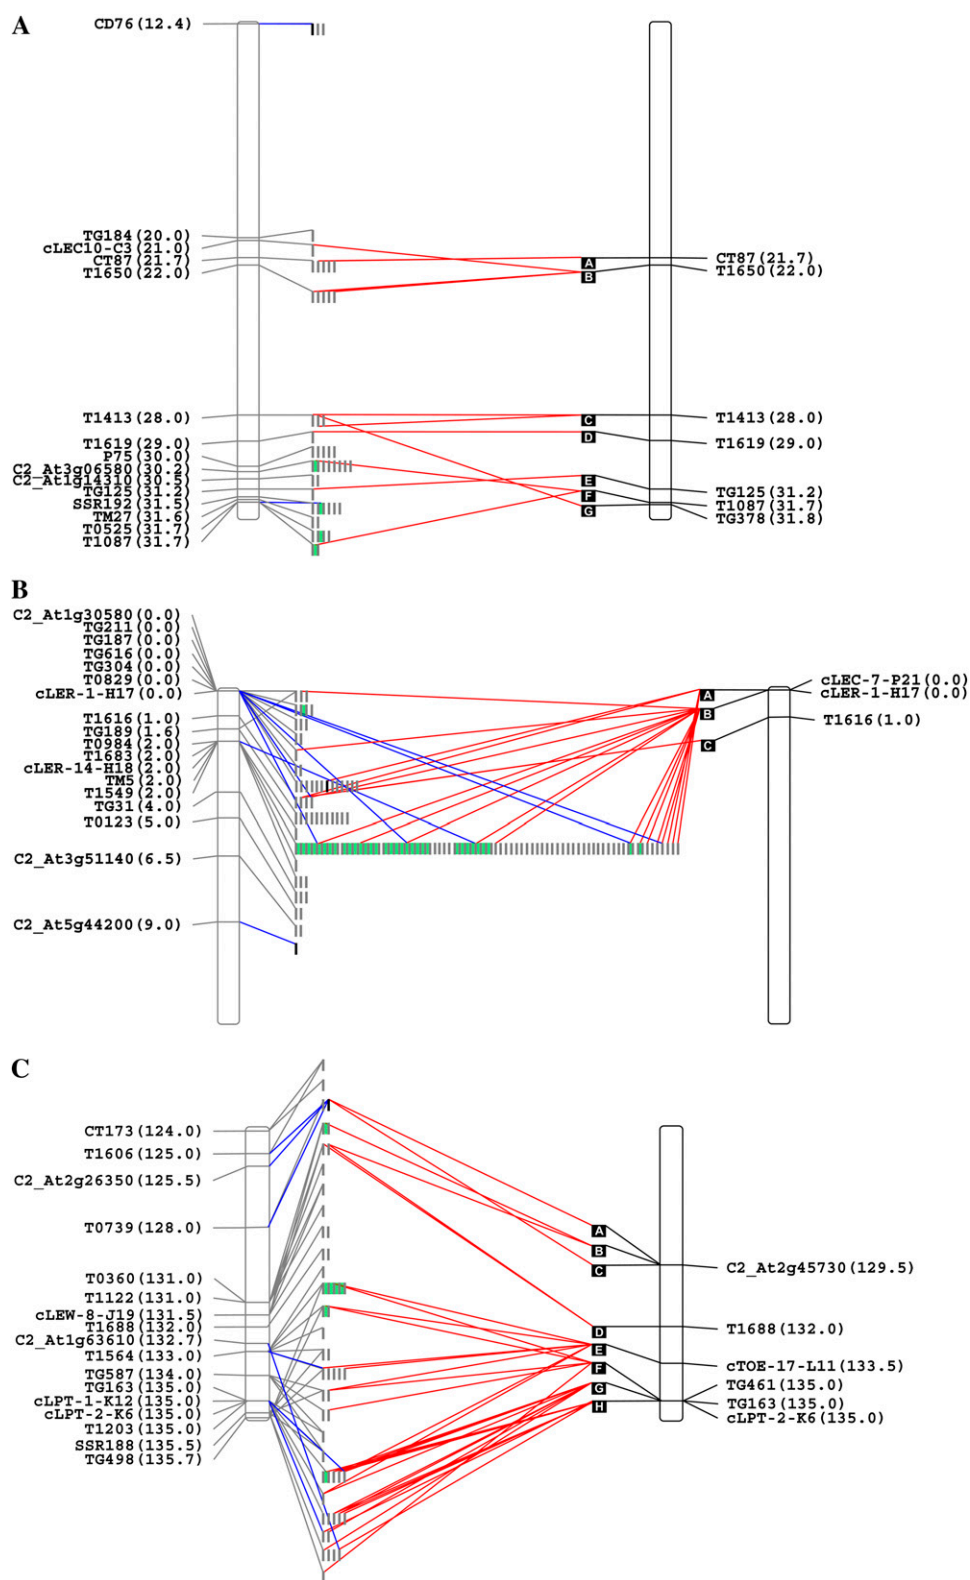 A
CD76(12.4)
TG184(20.0)
cLEC10-C3(21.0)
CT87(21.7)
T1650(22.0)
T1413(28.0)
T1619(29.0)
P75(30.0)
C2_At3g06580(30.2)
C2_At1g14310(30.5)
TG125(31.2)
SSR192(31.5)
TM27(31.6)
T0525(31.7)
T1087(31.7)
A
B
C
D
E
F
G
CT87(21.7)
T1650(22.0)
T1413(28.0)
T1619(29.0)
TG125(31.2)
T1087(31.7)
TG378(31.8)
B
C2_At1g30580(0.0)
TG211(0.0)
TG187(0.0)
TG616(0.0)
TG304(0.0)
T0829(0.0)
cLER-1-H17(0.0)
T1616(1.0)
TG189(1.6)
T0984(2.0)
T1683(2.0)
cLER-14-H18(2.0)
TM5(2.0)
T1549(2.0)
TG31(4.0)
T0123(5.0)
C2_At3g51140(6.5)
C2_At5g44200(9.0)
A
B
C
cLEC-7-P21(0.0)
cLER-1-H17(0.0)
T1616(1.0)
C
CT173(124.0)
T1606(125.0)
C2_At2g26350(125.5)
T0739(128.0)
T0360(131.0)
T1122(131.0)
cLEW-8-J19(131.5)
T1688(132.0)
C2_At1g63610(132.7)
T1564(133.0)
TG587(134.0)
TG163(135.0)
cLPT-1-K12(135.0)
cLPT-2-K6(135.0)
T1203(135.0)
SSR188(135.5)
TG498(135.7)
A
B
C
D
E
F
G
H
C2_At2g45730(129.5)
T1688(132.0)
cTOE-17-L11(133.5)
TG461(135.0)
TG163(135.0)
cLPT-2-K6(135.0)